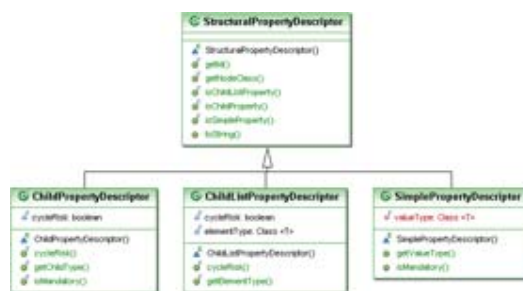 StructuralPropertyDescriptor
StructuralPropertyDescriptor()
getId()
getNodeClass()
isChildListProperty()
isChildProperty()
isSimpleProperty()
toString()
ChildPropertyDescriptor
cycleRisk: boolean
ChildPropertyDescriptor()
cycleRisk()
getChildType()
isMandatory()
ChildListPropertyDescriptor
cycleRisk: boolean
elementType: Class <T>
ChildListPropertyDescriptor()
cycleRisk()
getElementType()
SimplePropertyDescriptor
valueType: Class <T>
SimplePropertyDescriptor()
getValueType()
isMandatory()